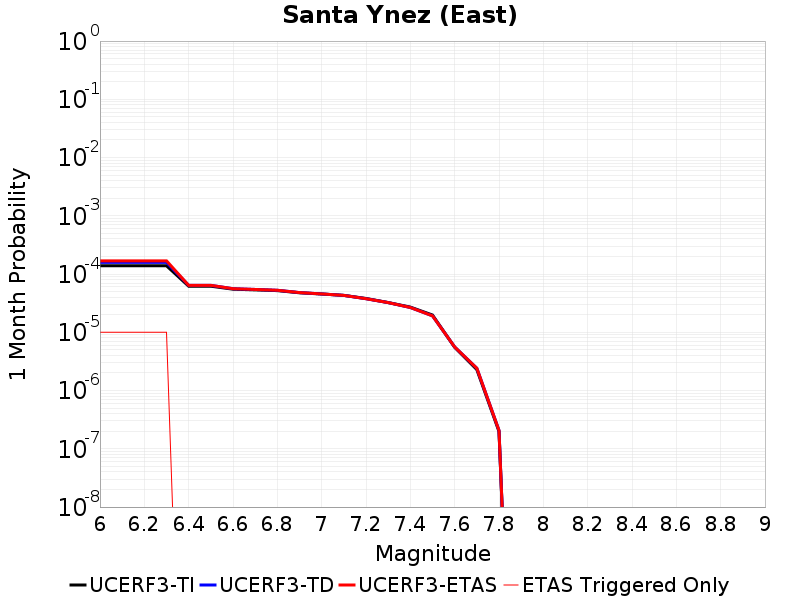 Santa Ynez (East)
1 Month Probability
10^0
10^-1
10^-2
10^-3
10^-4
10^-5
10^-6
10^-7
10^-8
6 6.2 6.4 6.6 6.8 7 7.2 7.4 7.6 7.8 8 8.2 8.4 8.6 8.8 9
Magnitude
UCERF3-TI UCERF3-TD UCERF3-ETAS ETAS Triggered Only